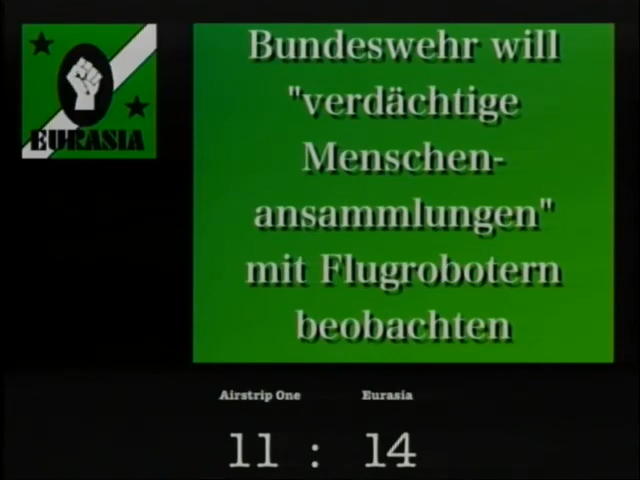 EURASIA
Bundeswehr will
"verdächtige
Menschen-
ansammlungen"
mit Flugrobotern
beobachten
Airstrip One Eurasia
11 : 14